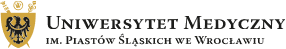 Uniwersytet Medyczny
im. Piastów Śląskich we Wrocławiu